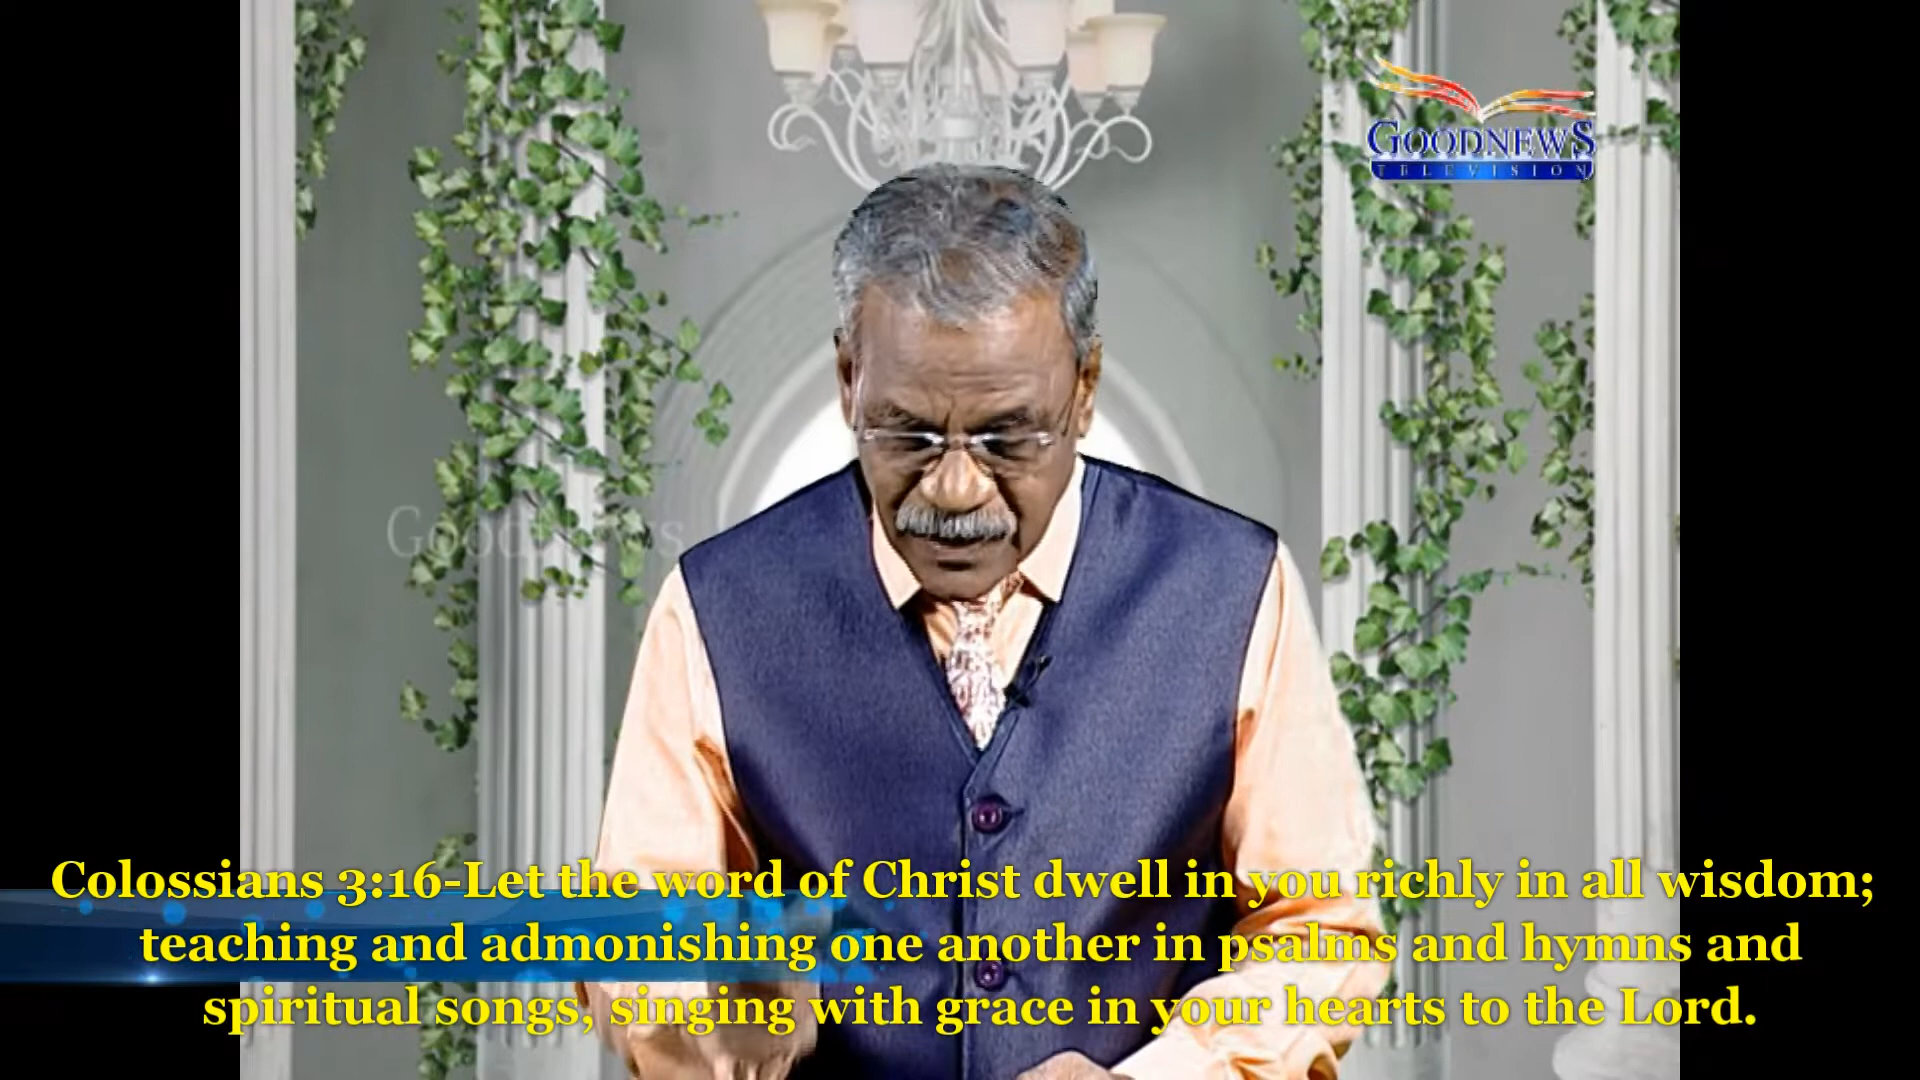 GOODNEWS
TELEVISION
GoodNews
Colossians 3:16-Let the word of Christ dwell in you richly in all wisdom;
teaching and admonishing one another in psalms and hymns and
spiritual songs, singing with grace in your hearts to the Lord.